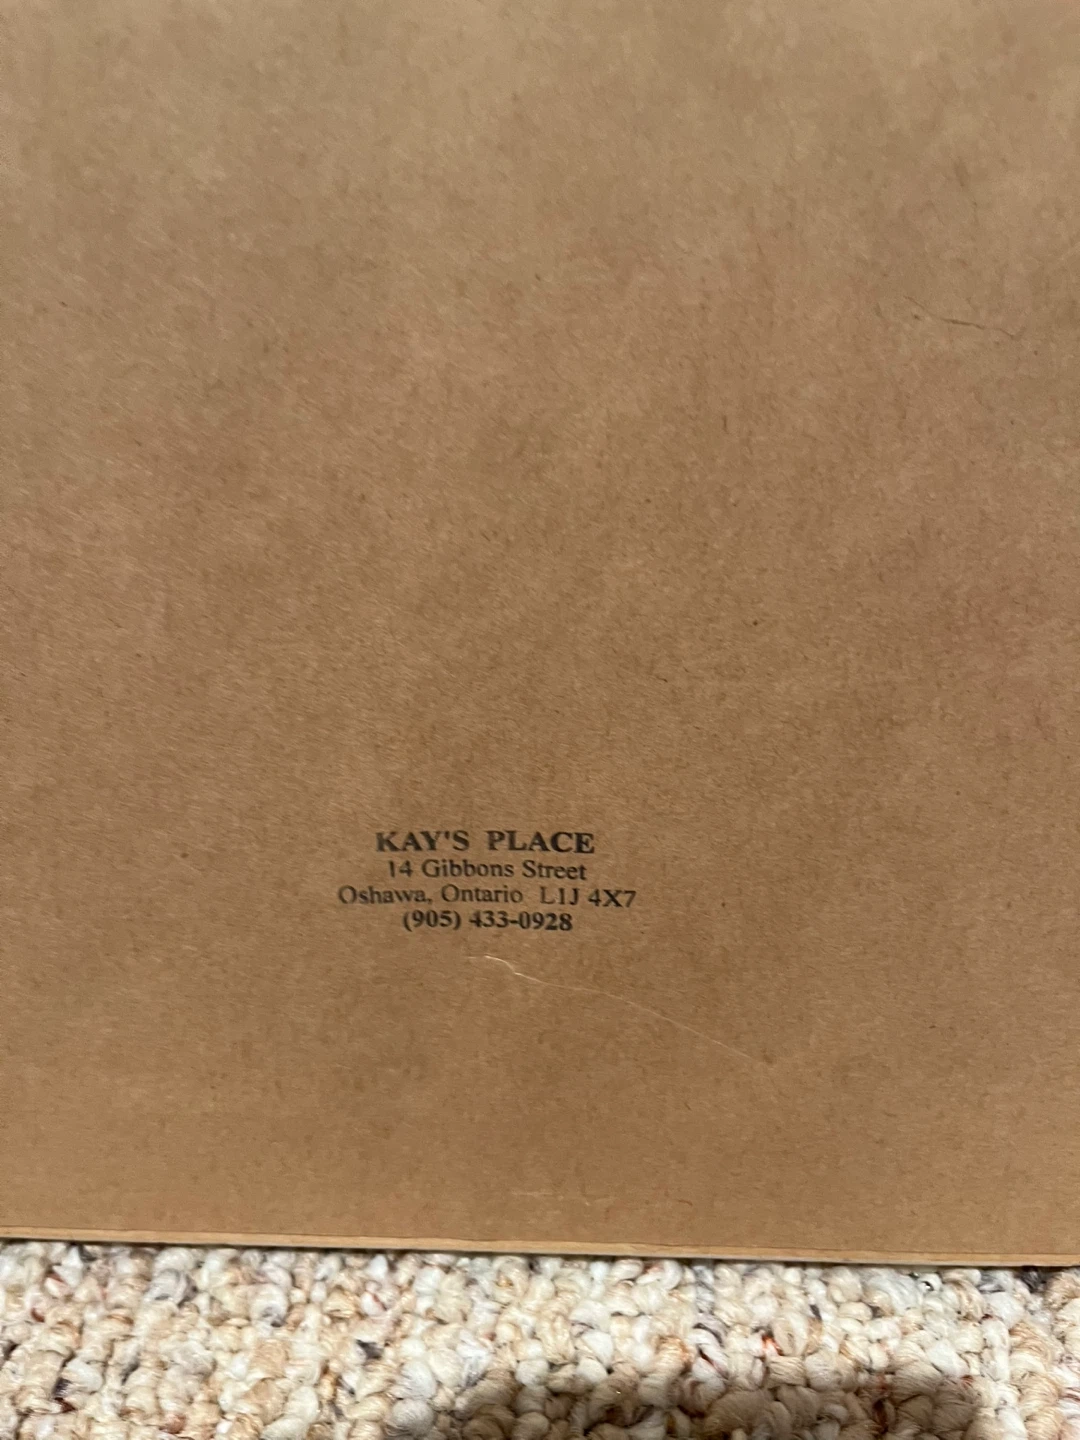 KAY'S PLACE
14 Gibbons Street
Oshawa, Ontario L1J 4X7
(905) 433-0928